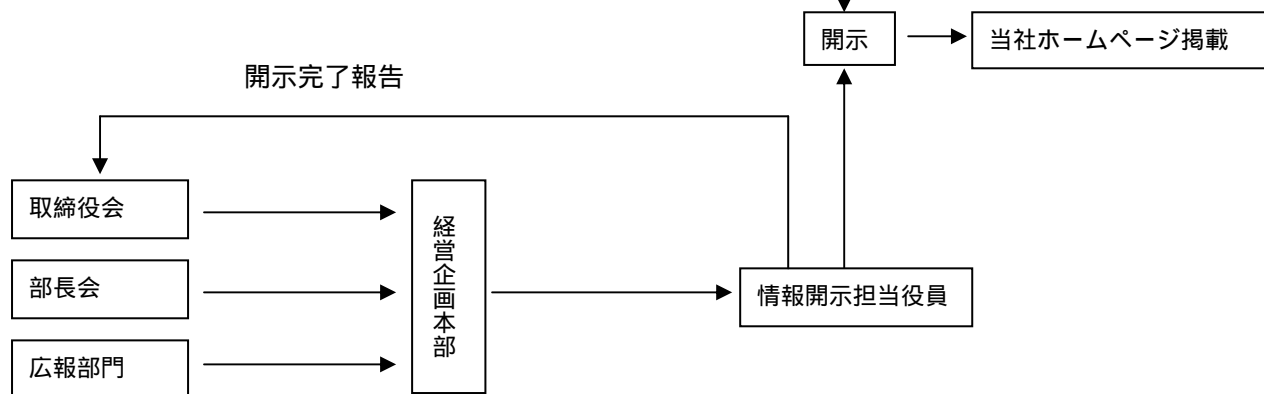 開示
当社ホームページ掲載
開示完了報告
取締役会
経営企画本部
部長会
情報開示担当役員
広報部門